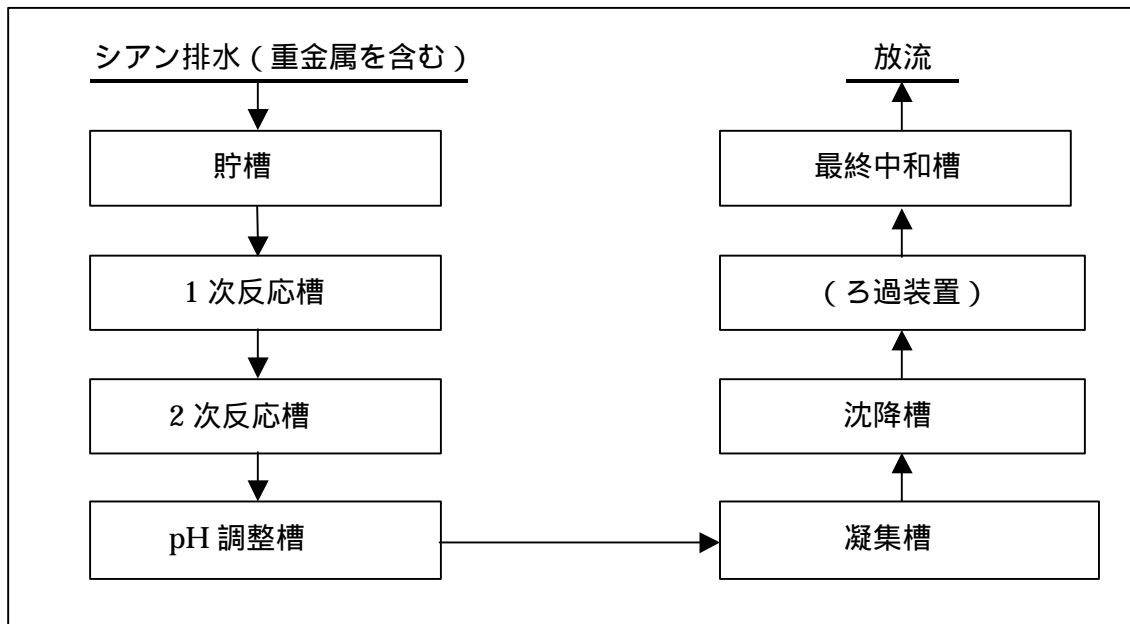 シアン排水（重金属を含む）
貯槽
1 次反応槽
2 次反応槽
pH 調整槽
凝集槽
沈降槽
（ろ過装置）
最終中和槽
放流